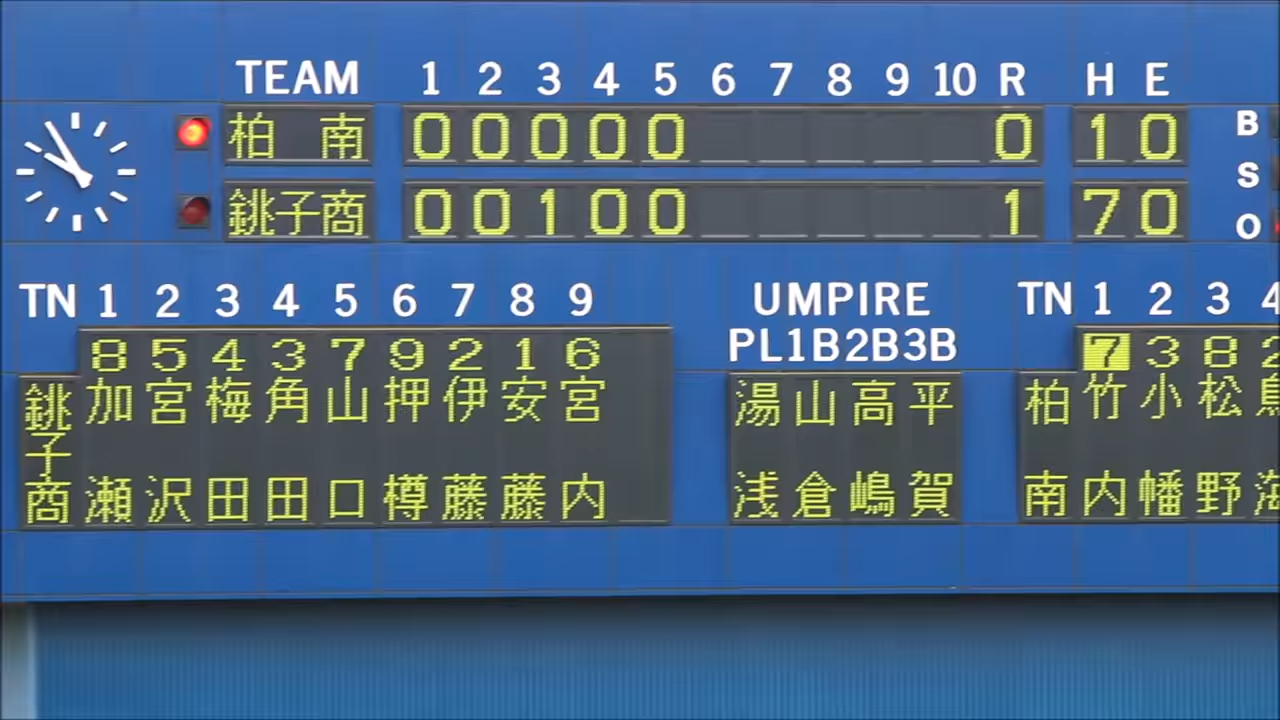 TEAM 1 2 3 4 5 6 7 8 9 10 R H E
柏南 0 0 0 0 0 0 1 0 B
S
銚子商 0 0 1 0 0 1 7 0 O
TN 1 2 3 4 5 6 7 8 9
8 5 4 3 7 9 2 1 6
銚子商 加瀬 宮沢 梅田 角田 山口 押樽 伊藤 安藤 宮内
UMPIRE
PL 1B 2B 3B
湯浅 山倉 高嶋 平賀
TN 1 2 3 4
7 3 8 2
柏南 竹内 小幡 松野